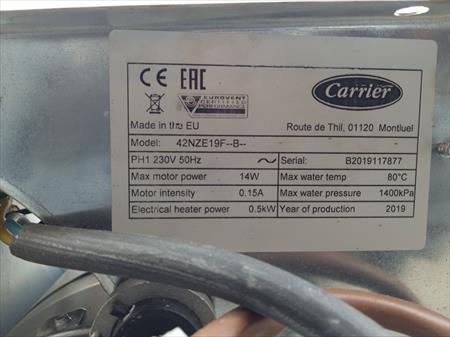 CE EAC
EUROVENT
CERTIFIED
PERFORMANCE
Carrier
Made in the EU
Route de Thil, 01120 Montluel
Model: 42NZE19F--B-- -
PH1 230V 50Hz ~ Serial: B2019117877
Max motor power 14W Max water temp 80°C
Motor intensity 0.15A Max water pressure 1400kPa
Electrical heater power 0.5kW Year of production 2019